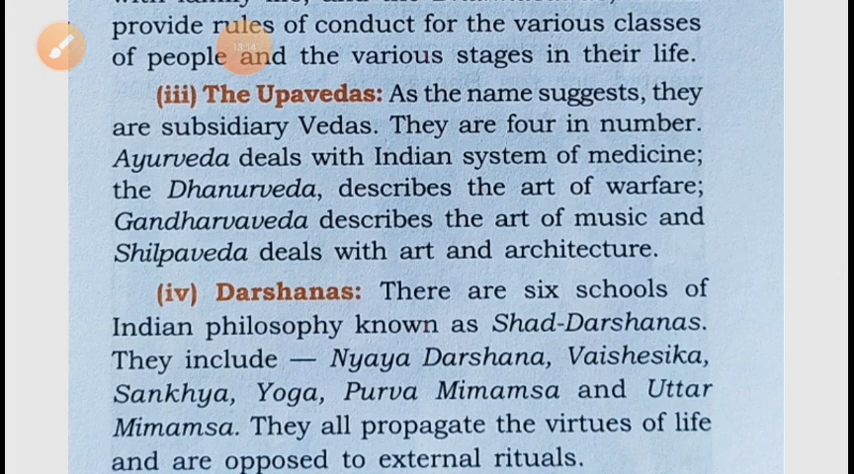 provide rules of conduct for the various classes
of people and the various stages in their life.
(iii) The Upavedas: As the name suggests, they
are subsidiary Vedas. They are four in number.
Ayurveda deals with Indian system of medicine;
the Dhanurveda, describes the art of warfare;
Gandharvaveda describes the art of music and
Shilpaveda deals with art and architecture.
(iv) Darshanas: There are six schools of
Indian philosophy known as Shad-Darshanas.
They include — Nyaya Darshana, Vaishesika,
Sankhya, Yoga, Purva Mimamsa and Uttar
Mimamsa. They all propagate the virtues of life
and are opposed to external rituals.